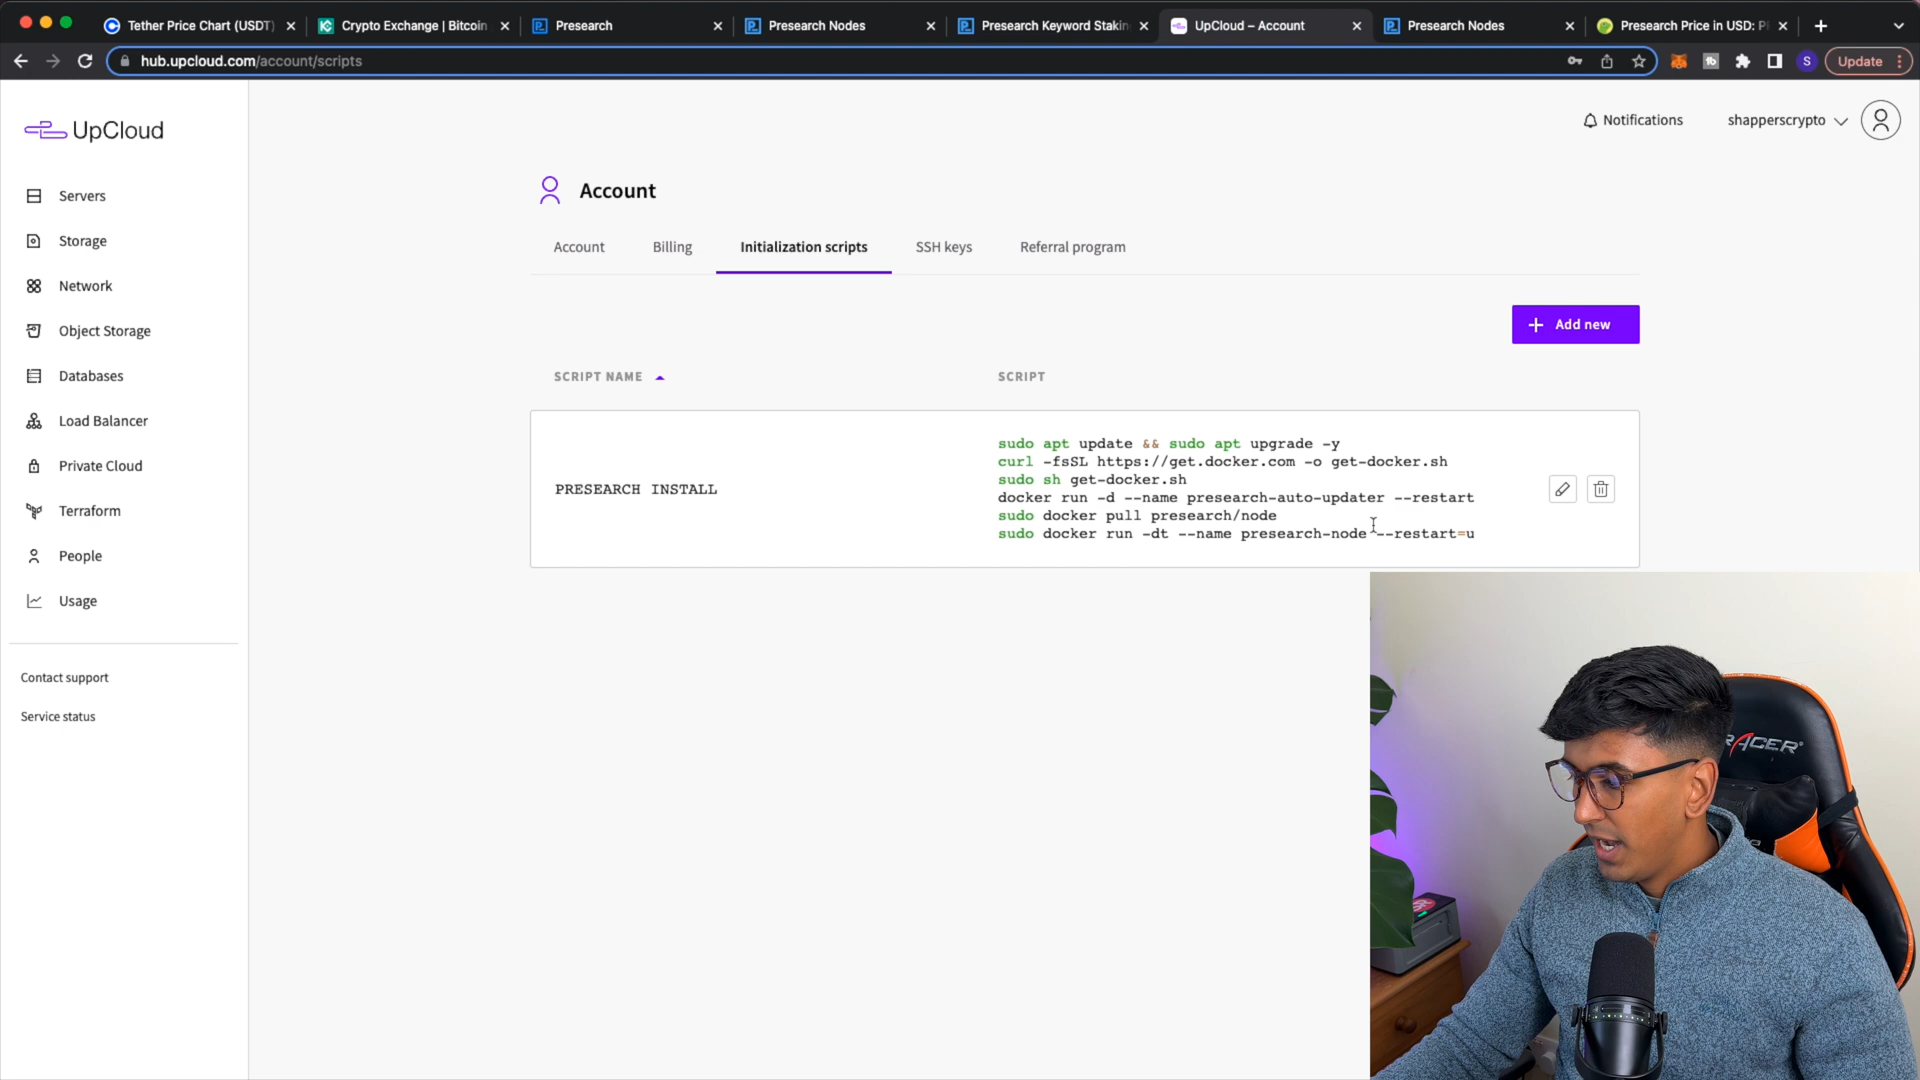 Tether Price Chart (USDT)
Crypto Exchange | Bitcoin
Presearch
Presearch Nodes
Presearch Keyword Stakin
UpCloud – Account
Presearch Nodes
Presearch Price in USD: P
hub.upcloud.com/account/scripts
S
Update
UpCloud
Notifications
shapperscrypto
Servers
Storage
Network
Object Storage
Databases
Load Balancer
Private Cloud
Terraform
People
Usage
Contact support
Service status
Account
Account
Billing
Initialization scripts
SSH keys
Referral program
Add new
SCRIPT NAME
SCRIPT
PRESEARCH INSTALL
sudo apt update && sudo apt upgrade -y
curl -fsSL https://get.docker.com -o get-docker.sh
sudo sh get-docker.sh
docker run -d --name presearch-auto-updater --restart
sudo docker pull presearch/node
sudo docker run -dt --name presearch-node --restart=u
RACER